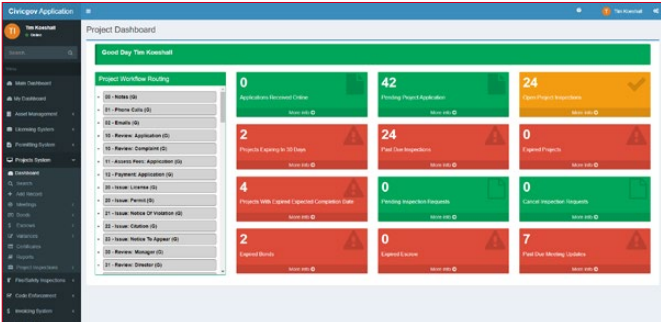 Civicgov Application
Tim Koeshall
Tim Koeshall
Online
Search...
Menu
Main Dashboard
My Dashboard
Asset Management
Licensing System
Permitting System
Projects System
Dashboard
Search
Add Record
Meetings
Bonds
Escrows
Variances
Certificates
Reports
Project Inspections
Fire/Safety Inspections
Code Enforcement
Invoicing System
Project Dashboard
Good Day Tim Koeshall
Project Workflow Routing
00 - Notes (G)
01 - Phone Calls (G)
02 - Emails (G)
10 - Review: Application (G)
10 - Review: Complaint (G)
11 - Assess Fees: Application (G)
12 - Payment: Application (G)
20 - Issue: License (G)
20 - Issue: Permit (G)
21 - Issue: Notice Of Violation (G)
22 - Issue: Citation (G)
23 - Issue: Notice To Appear (G)
30 - Review: Manager (G)
31 - Review: Director (G)
0
Applications Received Online
More info
42
Pending Project Application
More info
24
Open Project Inspections
More info
2
Projects Expiring In 30 Days
More info
24
Past Due Inspections
More info
0
Expired Projects
More info
4
Projects With Expired Expected Completion Date
More info
0
Pending Inspection Requests
More info
0
Cancel Inspection Requests
More info
2
Expired Bonds
More info
0
Expired Escrow
More info
7
Past Due Meeting Updates
More info